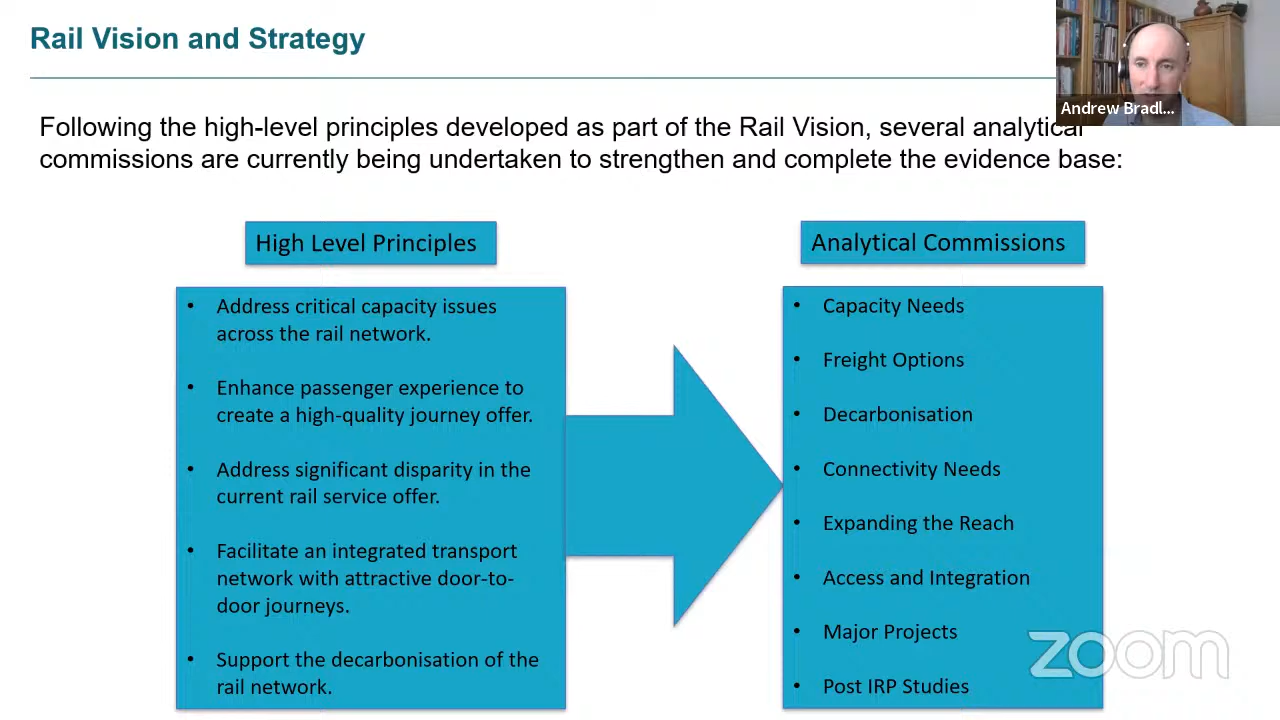 Rail Vision and Strategy
Andrew Bradl...
Following the high-level principles developed as part of the Rail Vision, several analytical
commissions are currently being undertaken to strengthen and complete the evidence base:
High Level Principles
• Address critical capacity issues
across the rail network.
• Enhance passenger experience to
create a high-quality journey offer.
• Address significant disparity in the
current rail service offer.
• Facilitate an integrated transport
network with attractive door-to-
door journeys.
• Support the decarbonisation of the
rail network.
Analytical Commissions
• Capacity Needs
• Freight Options
• Decarbonisation
• Connectivity Needs
• Expanding the Reach
• Access and Integration
• Major Projects
• Post IRP Studies
zoom